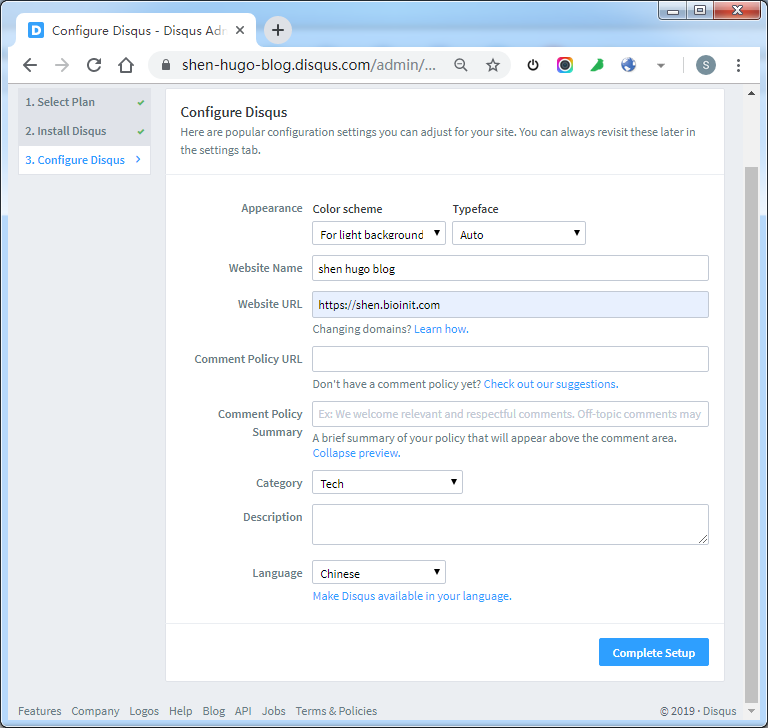 Configure Disqus - Disqus Adr
shen-hugo-blog.disqus.com/admin/...
S
1. Select Plan
2. Install Disqus
3. Configure Disqus
Configure Disqus
Here are popular configuration settings you can adjust for your site. You can always revisit these later in
the settings tab.
Appearance Color scheme Typeface
For light background Auto
Website Name shen hugo blog
Website URL https://shen.bioinit.com
Changing domains? Learn how.
Comment Policy URL
Don't have a comment policy yet? Check out our suggestions.
Comment Policy Summary Ex: We welcome relevant and respectful comments. Off-topic comments may
A brief summary of your policy that will appear above the comment area.
Collapse preview.
Category Tech
Description
Language Chinese
Make Disqus available in your language.
Complete Setup
Features Company Logos Help Blog API Jobs Terms & Policies © 2019 · Disqus